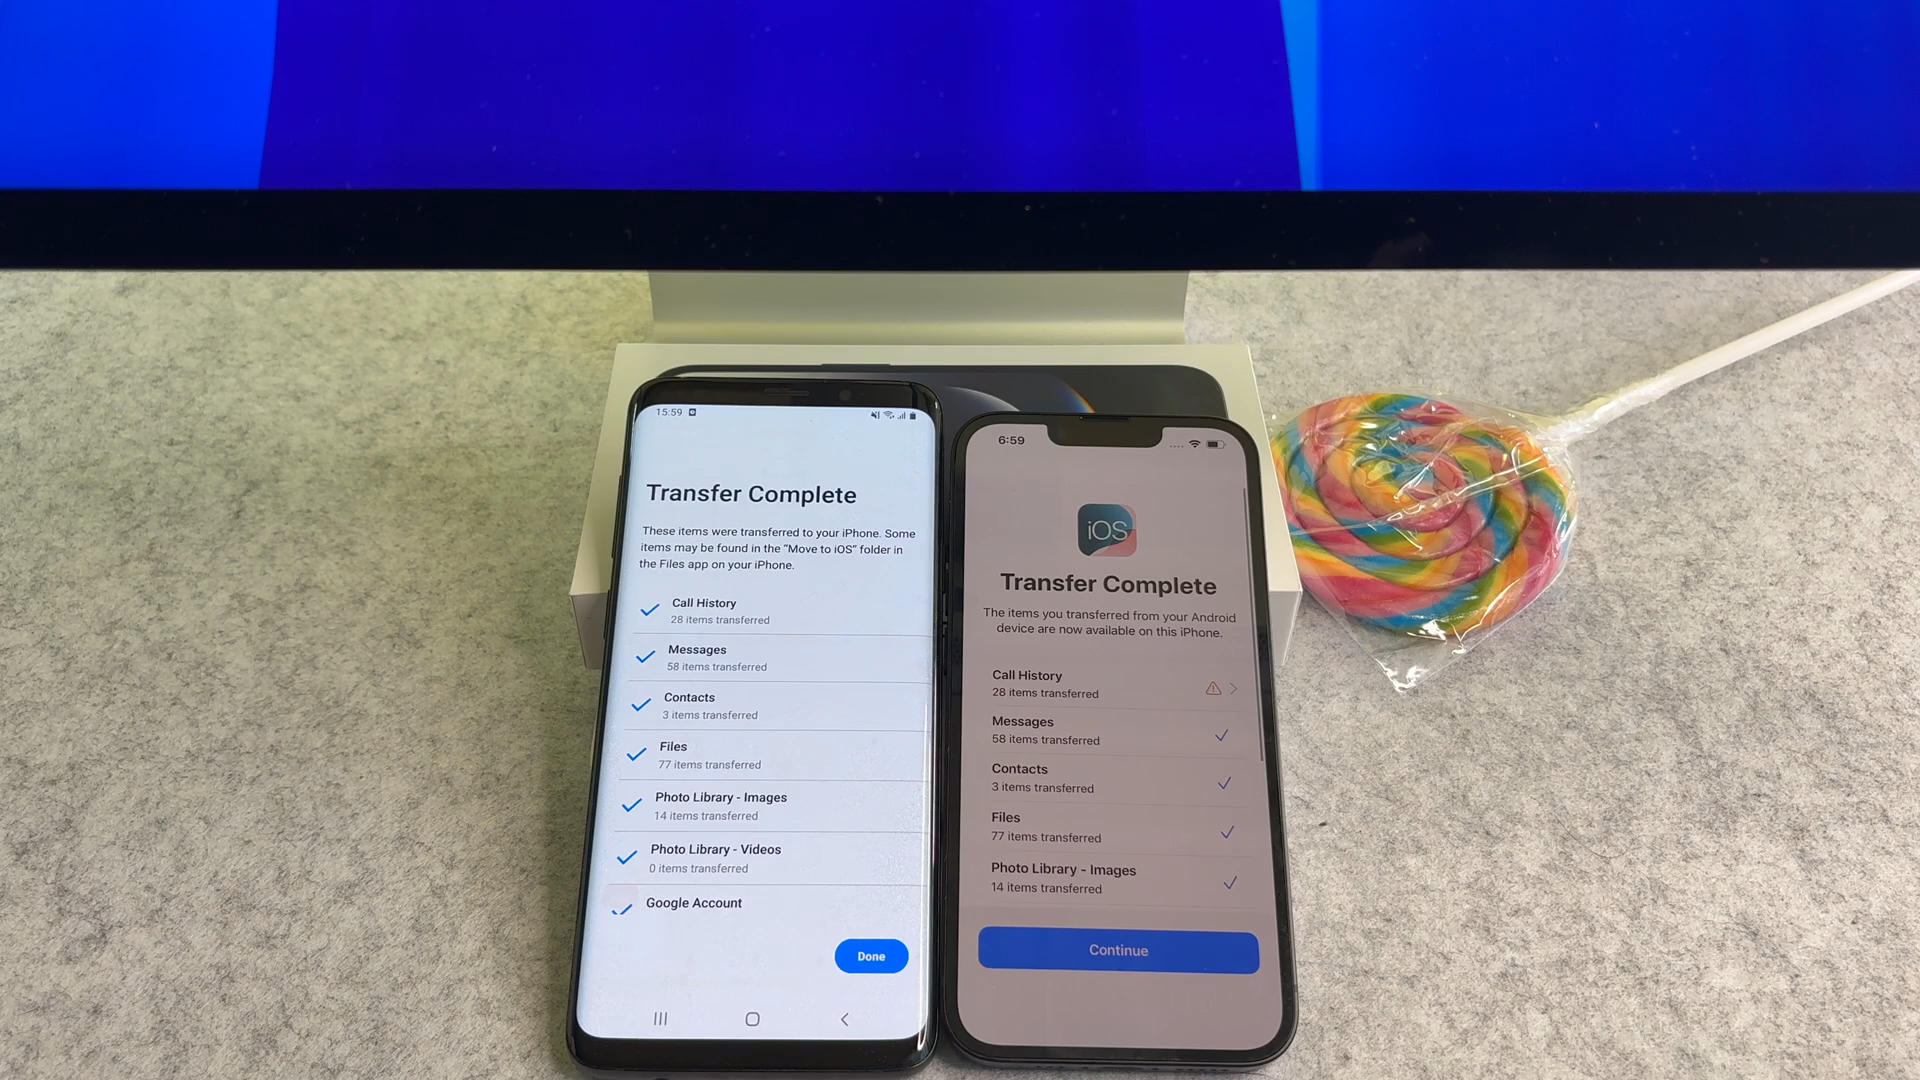 15:59
Transfer Complete
These items were transferred to your iPhone. Some
items may be found in the “Move to iOS” folder in
the Files app on your iPhone.
Call History
28 items transferred
Messages
58 items transferred
Contacts
3 items transferred
Files
77 items transferred
Photo Library - Images
14 items transferred
Photo Library - Videos
0 items transferred
Google Account
Done
6:59
iOS
Transfer Complete
The items you transferred from your Android
device are now available on this iPhone.
Call History
28 items transferred
Messages
58 items transferred
Contacts
3 items transferred
Files
77 items transferred
Photo Library - Images
14 items transferred
Continue